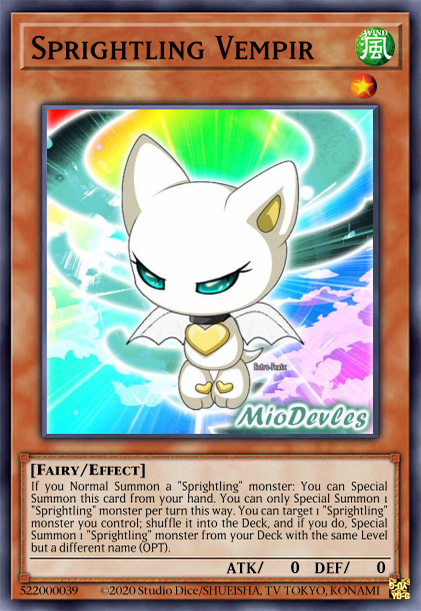 Sprightling Vempir
WIND
風
MioDevles
[Fairy/Effect]
If you Normal Summon a "Sprightling" monster: You can Special
Summon this card from your hand. You can only Special Summon 1
"Sprightling" monster per turn this way. You can target 1 "Sprightling"
monster you control; shuffle it into the Deck, and if you do, Special
Summon 1 "Sprightling" monster from your Deck with the same Level
but a different name (OPT).
ATK/ 0 DEF/ 0
522000039 ©2020 Studio Dice/SHUEISHA, TV TOKYO, KONAMI